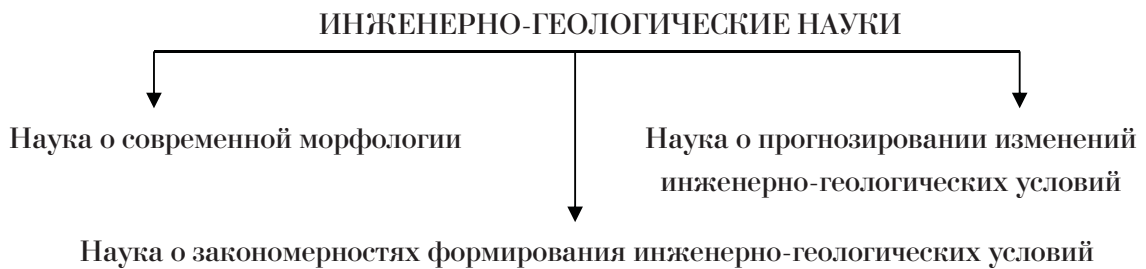 ИНЖЕНЕРНО-ГЕОЛОГИЧЕСКИЕ НАУКИ
Наука о современной морфологии
Наука о прогнозировании изменений
инженерно-геологических условий
Наука о закономерностях формирования инженерно-геологических условий